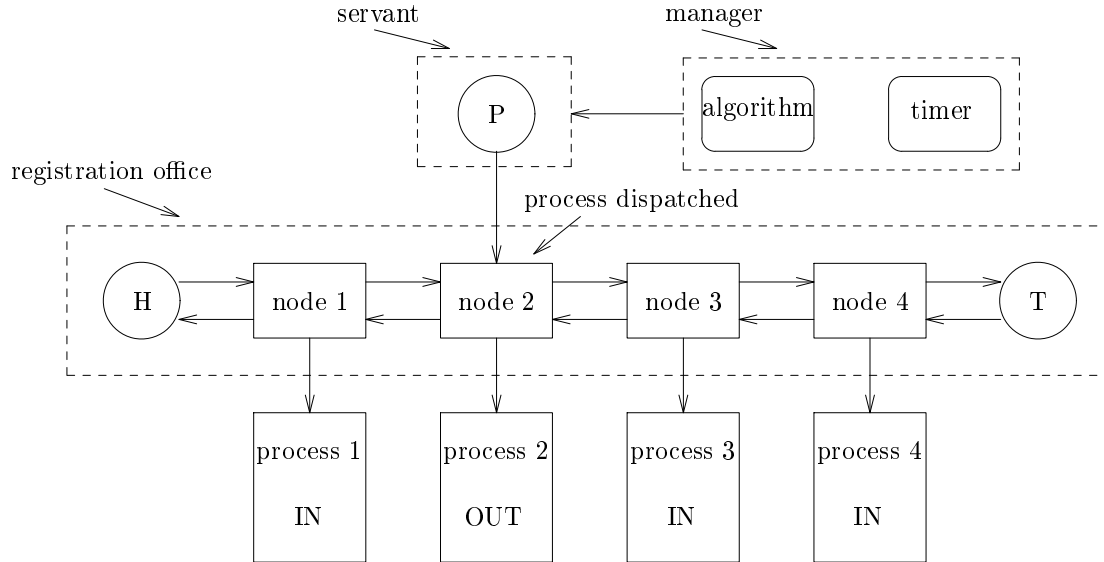 servant
manager
P
algorithm
timer
registration office
process dispatched
H
node 1
node 2
node 3
node 4
T
process 1
process 2
process 3
process 4
IN
OUT
IN
IN